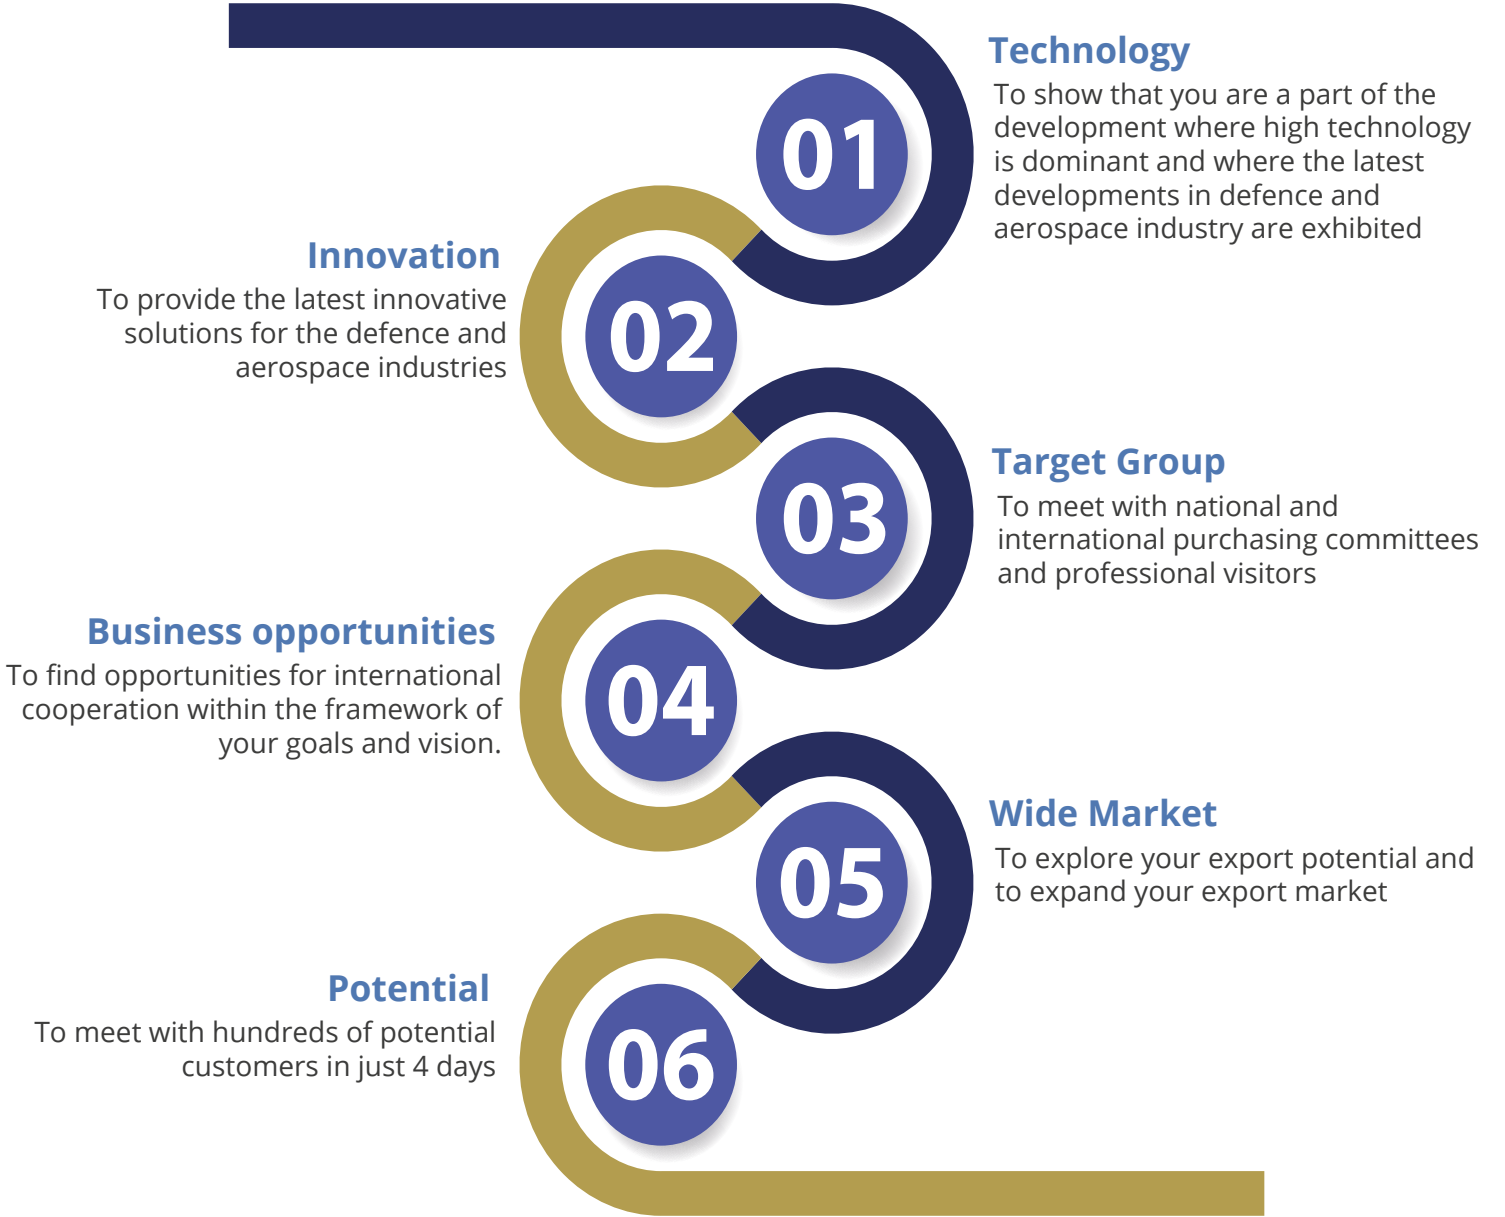 01
Technology
To show that you are a part of the
development where high technology
is dominant and where the latest
developments in defence and
aerospace industry are exhibited
02
Innovation
To provide the latest innovative
solutions for the defence and
aerospace industries
03
Target Group
To meet with national and
international purchasing committees
and professional visitors
04
Business opportunities
To find opportunities for international
cooperation within the framework of
your goals and vision.
05
Wide Market
To explore your export potential and
to expand your export market
06
Potential
To meet with hundreds of potential
customers in just 4 days